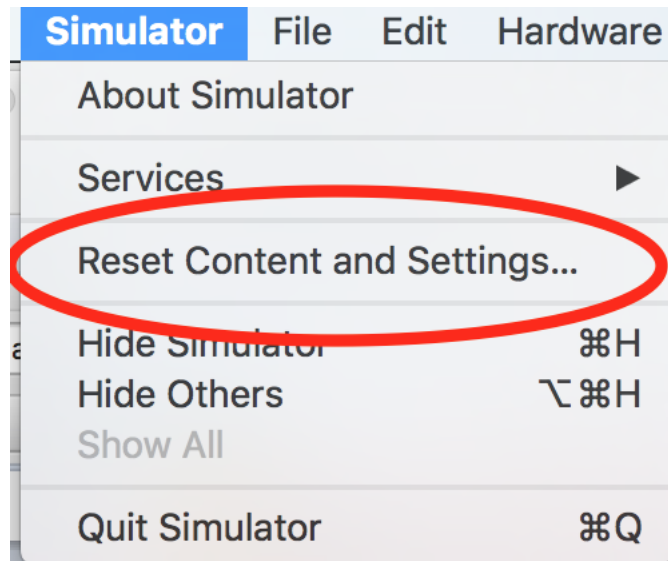 Simulator File Edit Hardware
About Simulator
Services ▶
Reset Content and Settings...
Hide Simulator ⌘H
Hide Others ⌥⌘H
Show All
Quit Simulator ⌘Q